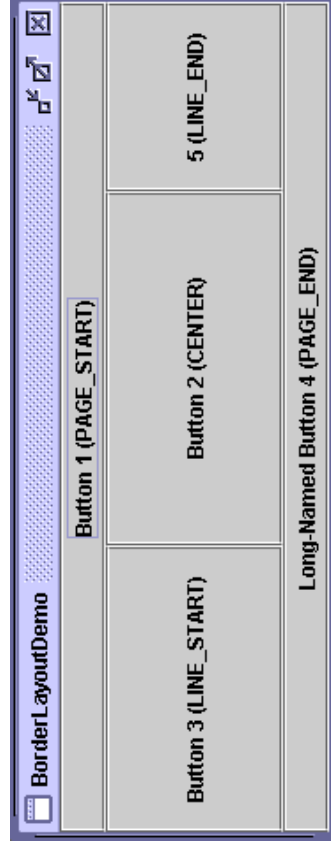 BorderLayoutDemo
Button 1 (PAGE_START)
Button 3 (LINE_START)
Button 2 (CENTER)
5 (LINE_END)
Long-Named Button 4 (PAGE_END)